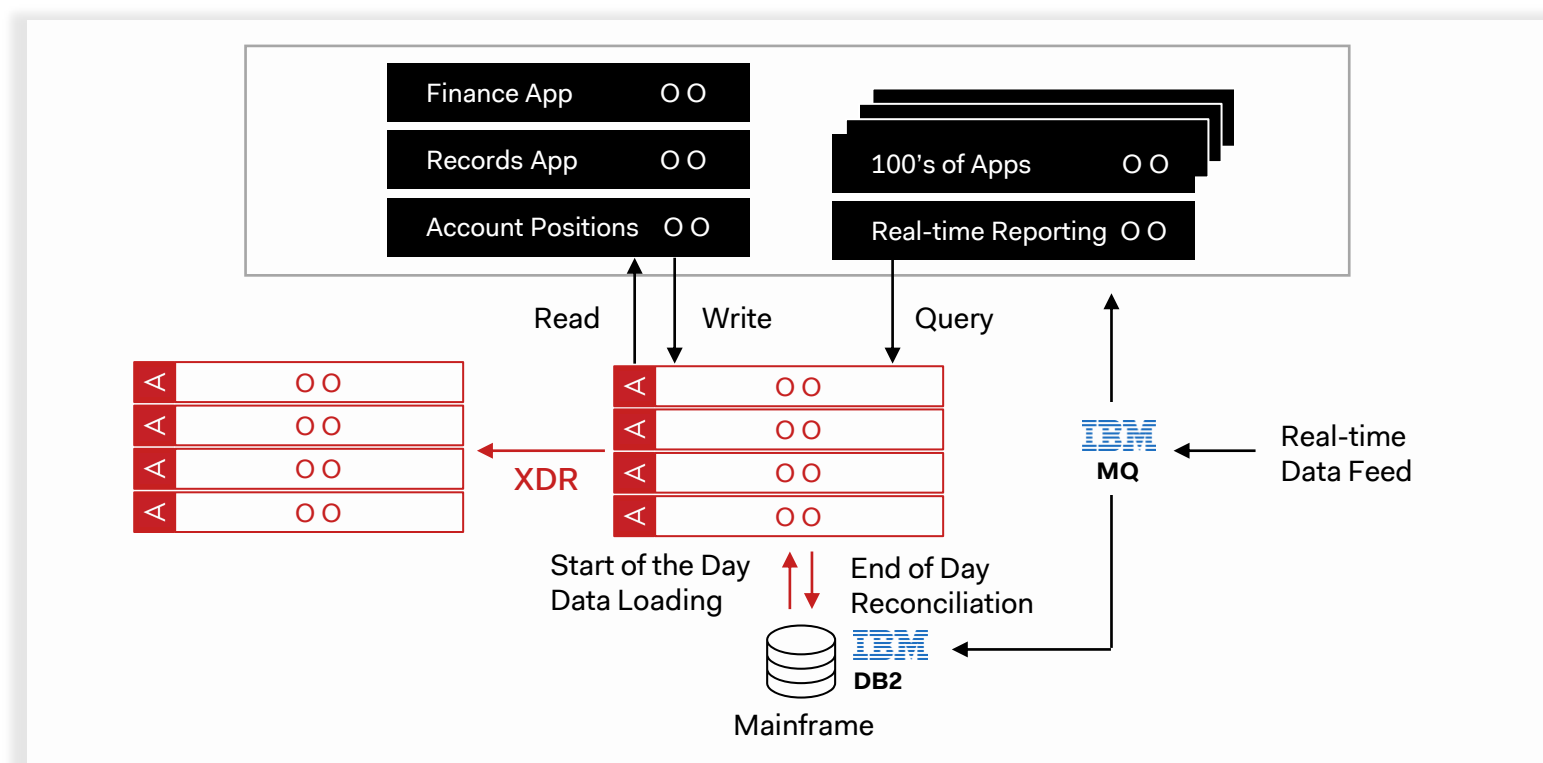 Finance App O O
Records App O O
Account Positions O O
100's of Apps O O
Real-time Reporting O O
Read
Write
Query
A O O
A O O
A O O
A O O
XDR
A O O
A O O
A O O
A O O
IBM
MQ
Real-time
Data Feed
Start of the Day
Data Loading
End of Day
Reconciliation
IBM
DB2
Mainframe